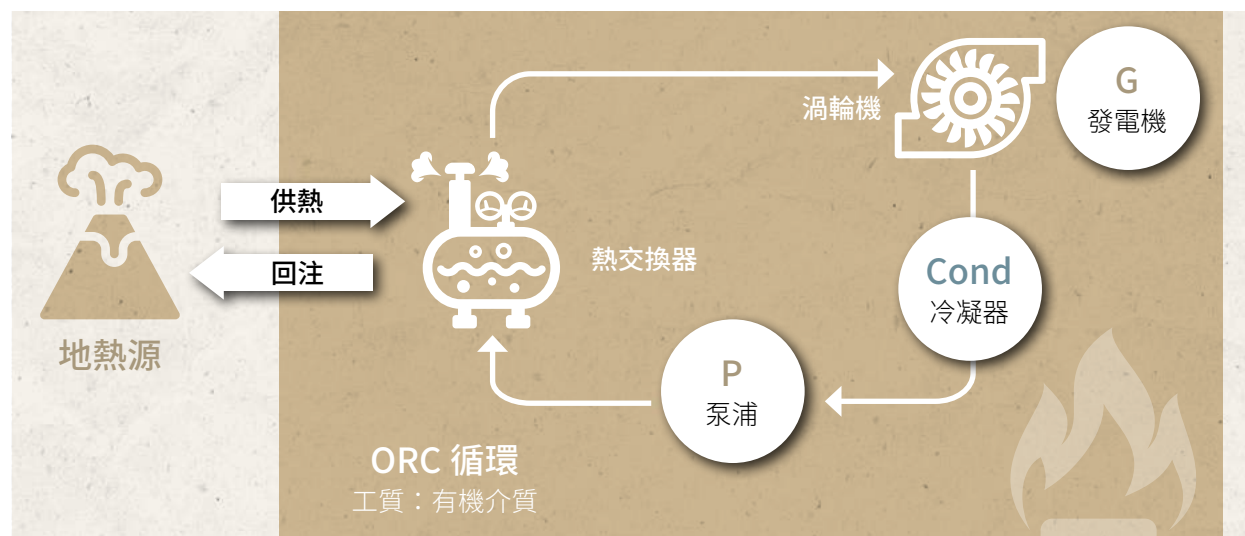 地熱源
供熱
回注
熱交換器
渦輪機
G
發電機
Cond
冷凝器
P
泵浦
ORC 循環
工質：有機介質